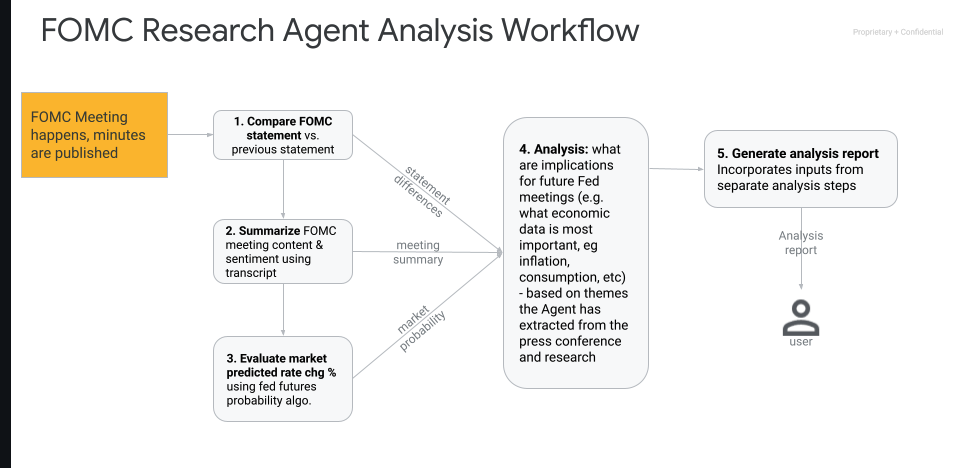 FOMC Research Agent Analysis Workflow
Proprietary + Confidential
FOMC Meeting
happens, minutes
are published
1. Compare FOMC
statement vs.
previous statement
statement
differences
2. Summarize FOMC
meeting content &
sentiment using
transcript
meeting
summary
3. Evaluate market
predicted rate chg %
using fed futures
probability algo.
market
probability
4. Analysis: what
are implications
for future Fed
meetings (e.g.
what economic
data is most
important, eg
inflation,
consumption, etc)
- based on themes
the Agent has
extracted from the
press conference
and research
5. Generate analysis report
Incorporates inputs from
separate analysis steps
Analysis
report
user